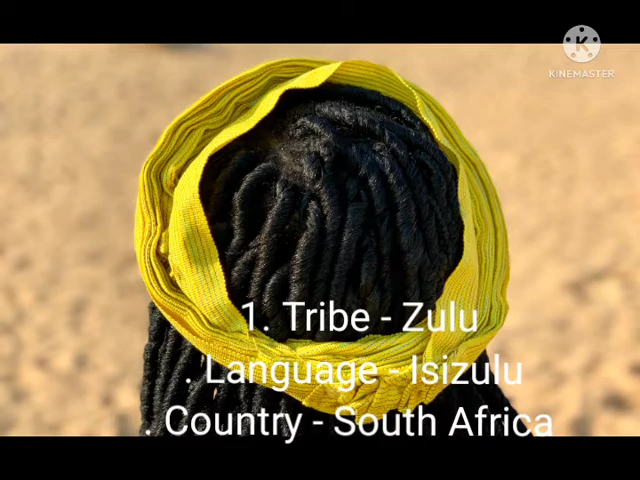 KINEMASTER
1. Tribe - Zulu
. Language - Isizulu
. Country - South Africa